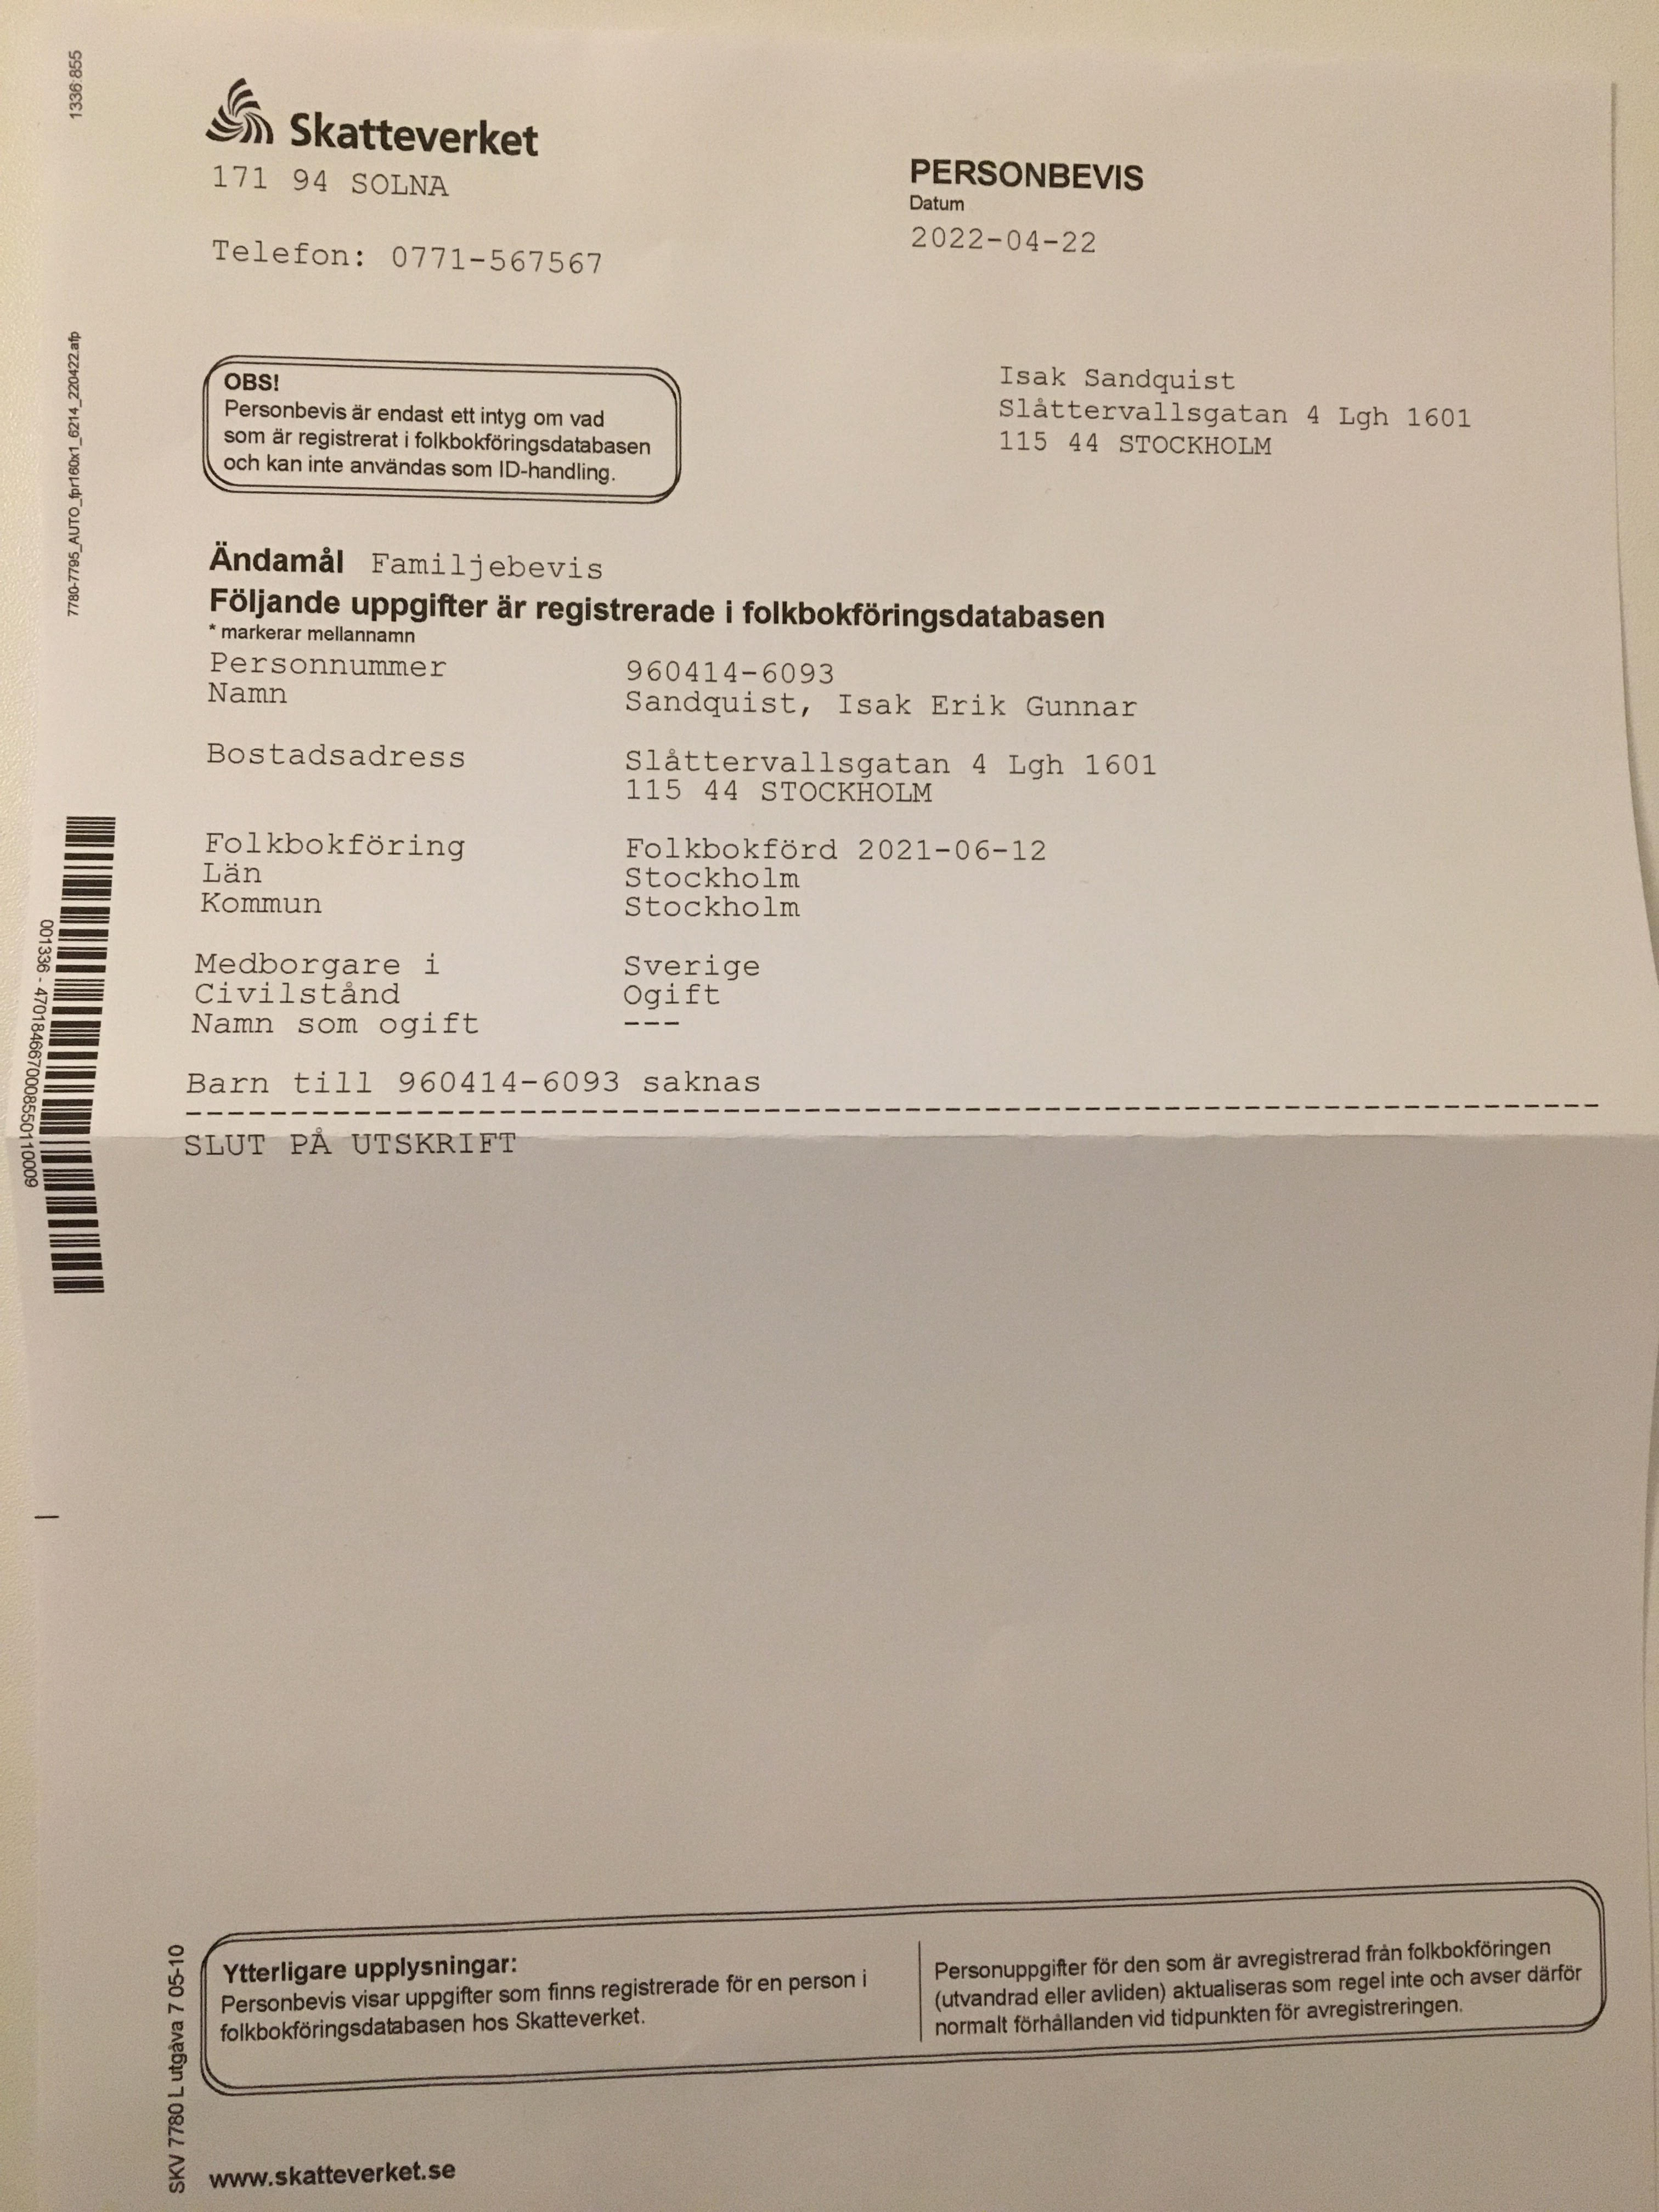 1336:855
Skatteverket
171 94 SOLNA
Telefon: 0771-567567
PERSONBEVIS
Datum
2022-04-22
7780-7795_AUTO_fpr160x1_6214_220422.afp
OBS!
Personbevis är endast ett intyg om vad
som är registrerat i folkbokföringsdatabasen
och kan inte användas som ID-handling.
Isak Sandquist
Slåttervallsgatan 4 Lgh 1601
115 44 STOCKHOLM
Ändamål Familjebevis
Följande uppgifter är registrerade i folkbokföringsdatabasen
* markerar mellannamn
Personnummer 960414-6093
Namn Sandquist, Isak Erik Gunnar
Bostadsadress Slåttervallsgatan 4 Lgh 1601
115 44 STOCKHOLM
Folkbokföring Folkbokförd 2021-06-12
Län Stockholm
Kommun Stockholm
Medborgare i Sverige
Civilstånd Ogift
Namn som ogift ---
Barn till 960414-6093 saknas
SLUT PÅ UTSKRIFT
001336 - 4701846670008550110009
Ytterligare upplysningar:
Personbevis visar uppgifter som finns registrerade för en person i
folkbokföringsdatabasen hos Skatteverket.
Personuppgifter för den som är avregistrerad från folkbokföringen
(utvandrad eller avliden) aktualiseras som regel inte och avser därför
normalt förhållanden vid tidpunkten för avregistreringen.
SKV 7780 L utgåva 7 05-10
www.skatteverket.se